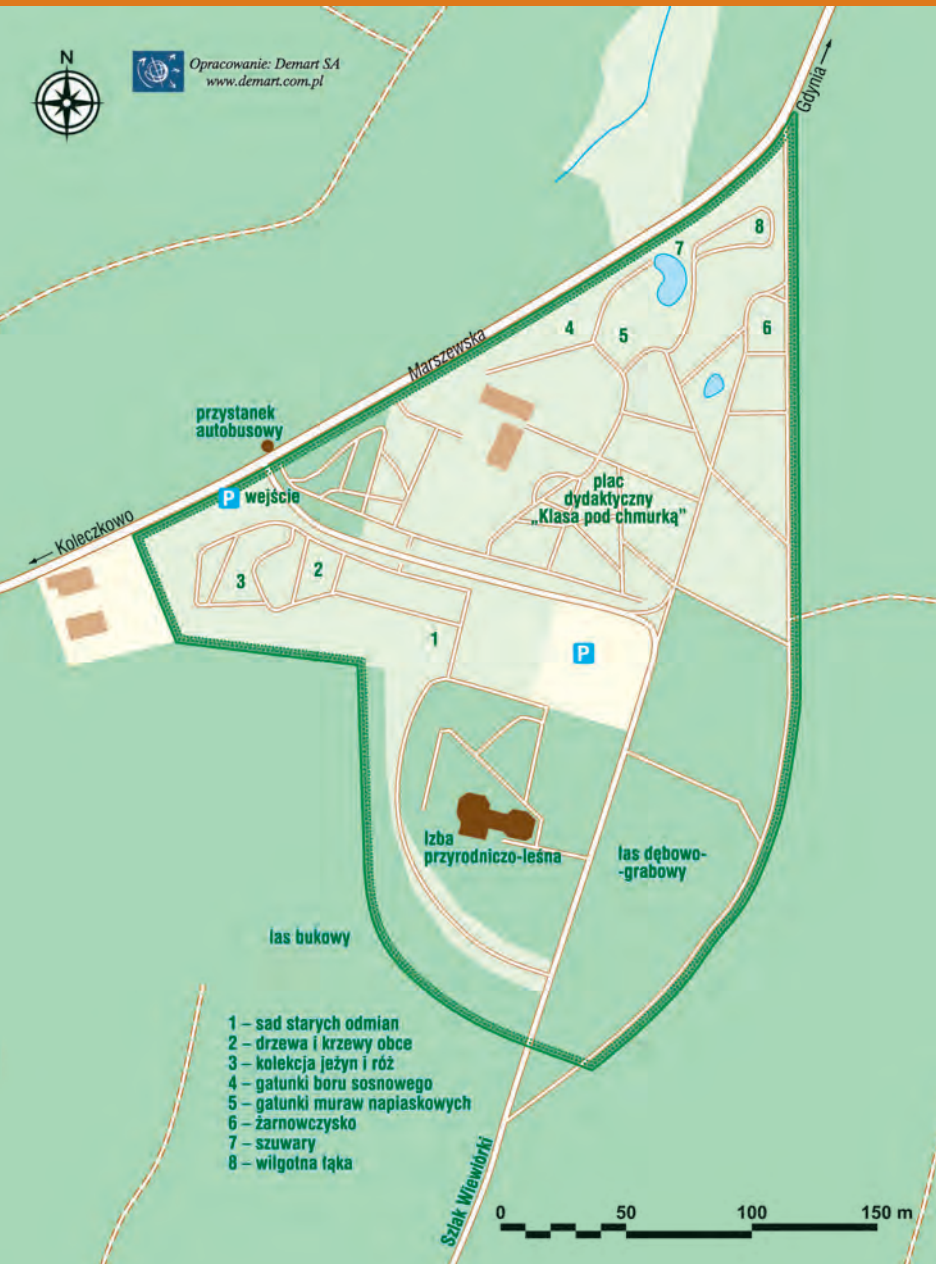 N
Opracowanie: Demart SA
www.demart.com.pl
Gdynia
8
7
6
4
5
Marszewska
przystanek
autobusowy
P wejście
plac
dydaktyczny
„Klasa pod chmurką”
Koleczkowo
3
2
1
P
Izba
przyrodniczo-leśna
las dębowo-
-grabowy
las bukowy
1 – sad starych odmian
2 – drzewa i krzewy obce
3 – kolekcja jeżyn i róż
4 – gatunki boru sosnowego
5 – gatunki muraw napiaskowych
6 – żarnowczysko
7 – szuwary
8 – wilgotna łąka
Szlak Wiewiórki
0 50 100 150 m